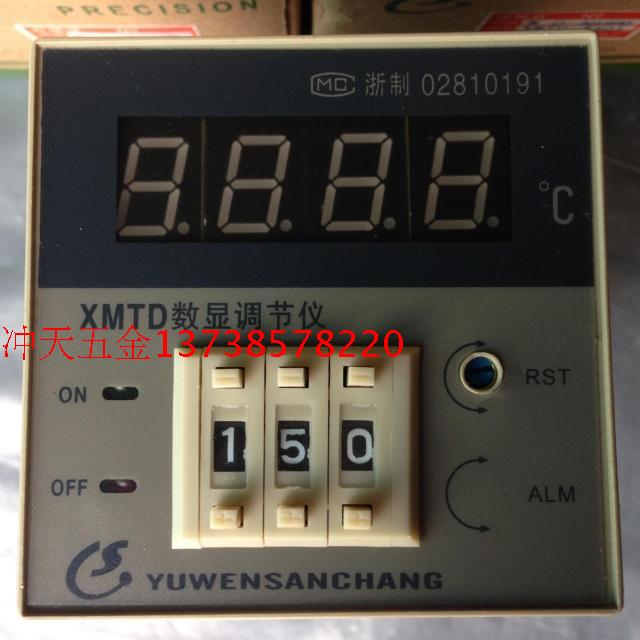 PRECISION
MC 浙制 02810191
8.8.8.8.
°C
XMTD数显调节仪
冲天五金13738578220
ON
RST
150
OFF
ALM
YUWENSANCHANG